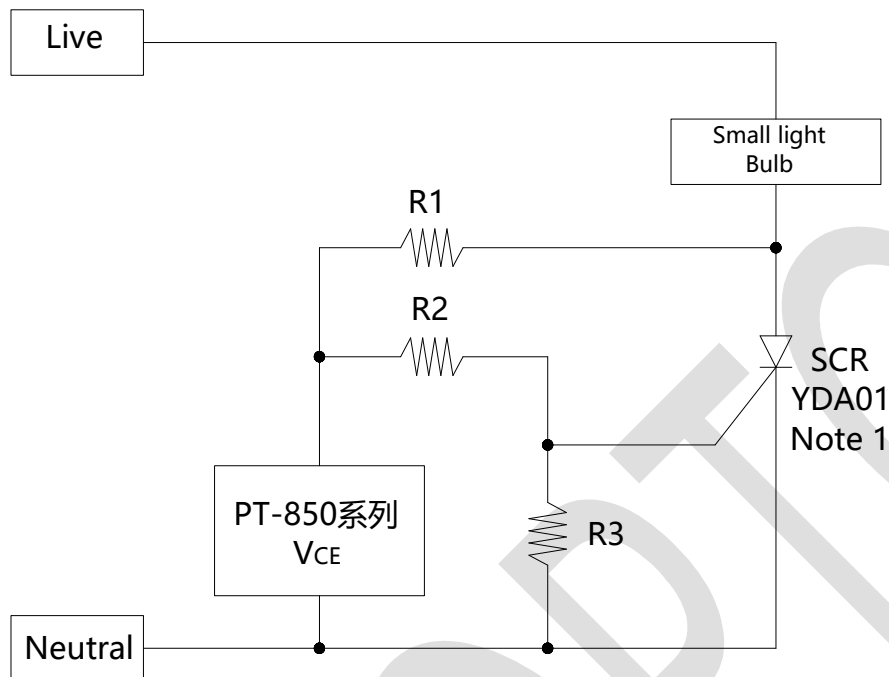 Live
Small light
Bulb
R1
R2
SCR
YDA01
Note 1
PT-850系列
VCE
R3
Neutral